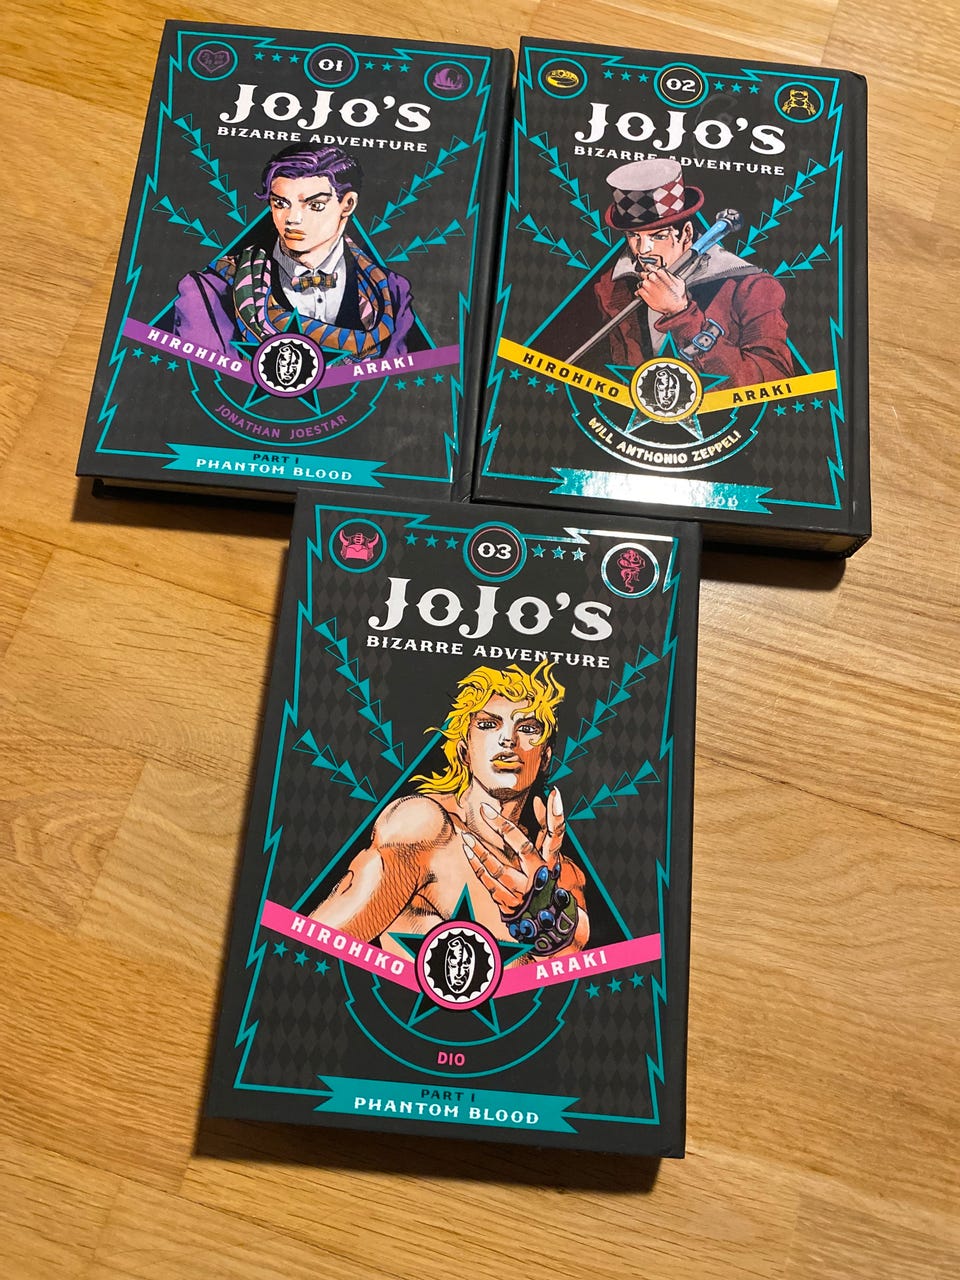 01
JOJO'S
BIZARRE ADVENTURE
HIROHIKO ARAKI
JONATHAN JOESTAR
PART 1
PHANTOM BLOOD
02
JOJO'S
BIZARRE ADVENTURE
HIROHIKO ARAKI
WILL ANTHONIO ZEPPELI
03
JOJO'S
BIZARRE ADVENTURE
DIO
HIROHIKO ARAKI
DIO
PART 1
PHANTOM BLOOD